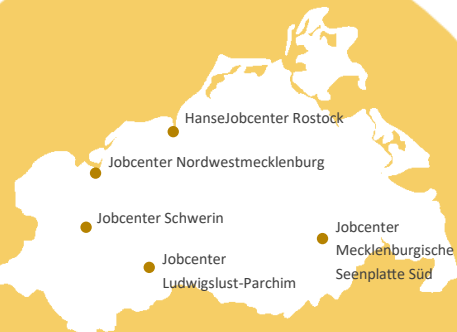 HanseJobcenter Rostock
Jobcenter Nordwestmecklenburg
Jobcenter Schwerin
Jobcenter
Mecklenburgische
Seenplatte Süd
Jobcenter
Ludwigslust-Parchim